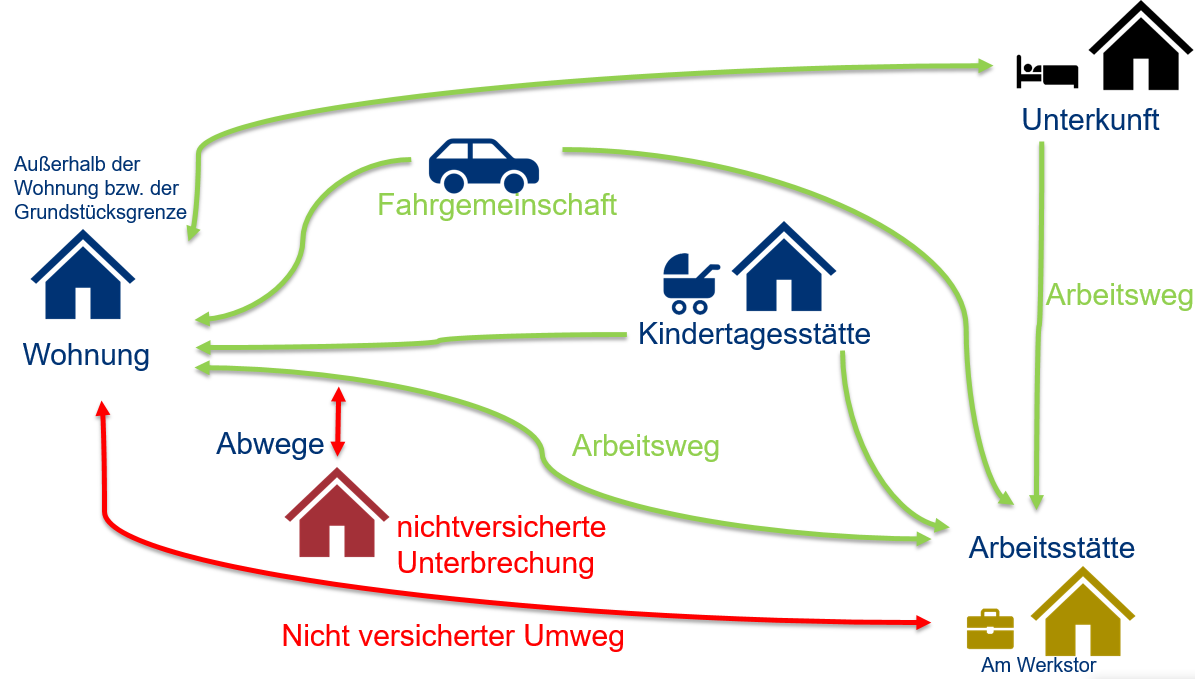 Unterkunft
Außerhalb der
Wohnung bzw. der
Grundstücksgrenze
Fahrgemeinschaft
Arbeitsweg
Kindertagesstätte
Wohnung
Abwege
Arbeitsweg
nichtversicherte
Unterbrechung
Arbeitsstätte
Nicht versicherter Umweg
Am Werkstor